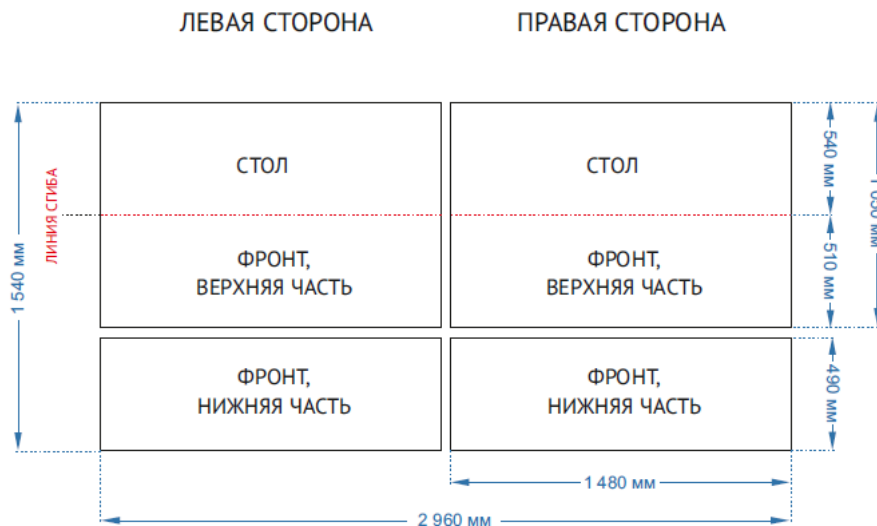 ЛЕВАЯ СТОРОНА
ПРАВАЯ СТОРОНА
СТОЛ
СТОЛ
540 мм
ЛИНИЯ СГИБА
1 540 мм
ФРОНТ,
ВЕРХНЯЯ ЧАСТЬ
ФРОНТ,
ВЕРХНЯЯ ЧАСТЬ
510 мм
ФРОНТ,
НИЖНЯЯ ЧАСТЬ
ФРОНТ,
НИЖНЯЯ ЧАСТЬ
490 мм
1 480 мм
2 960 мм